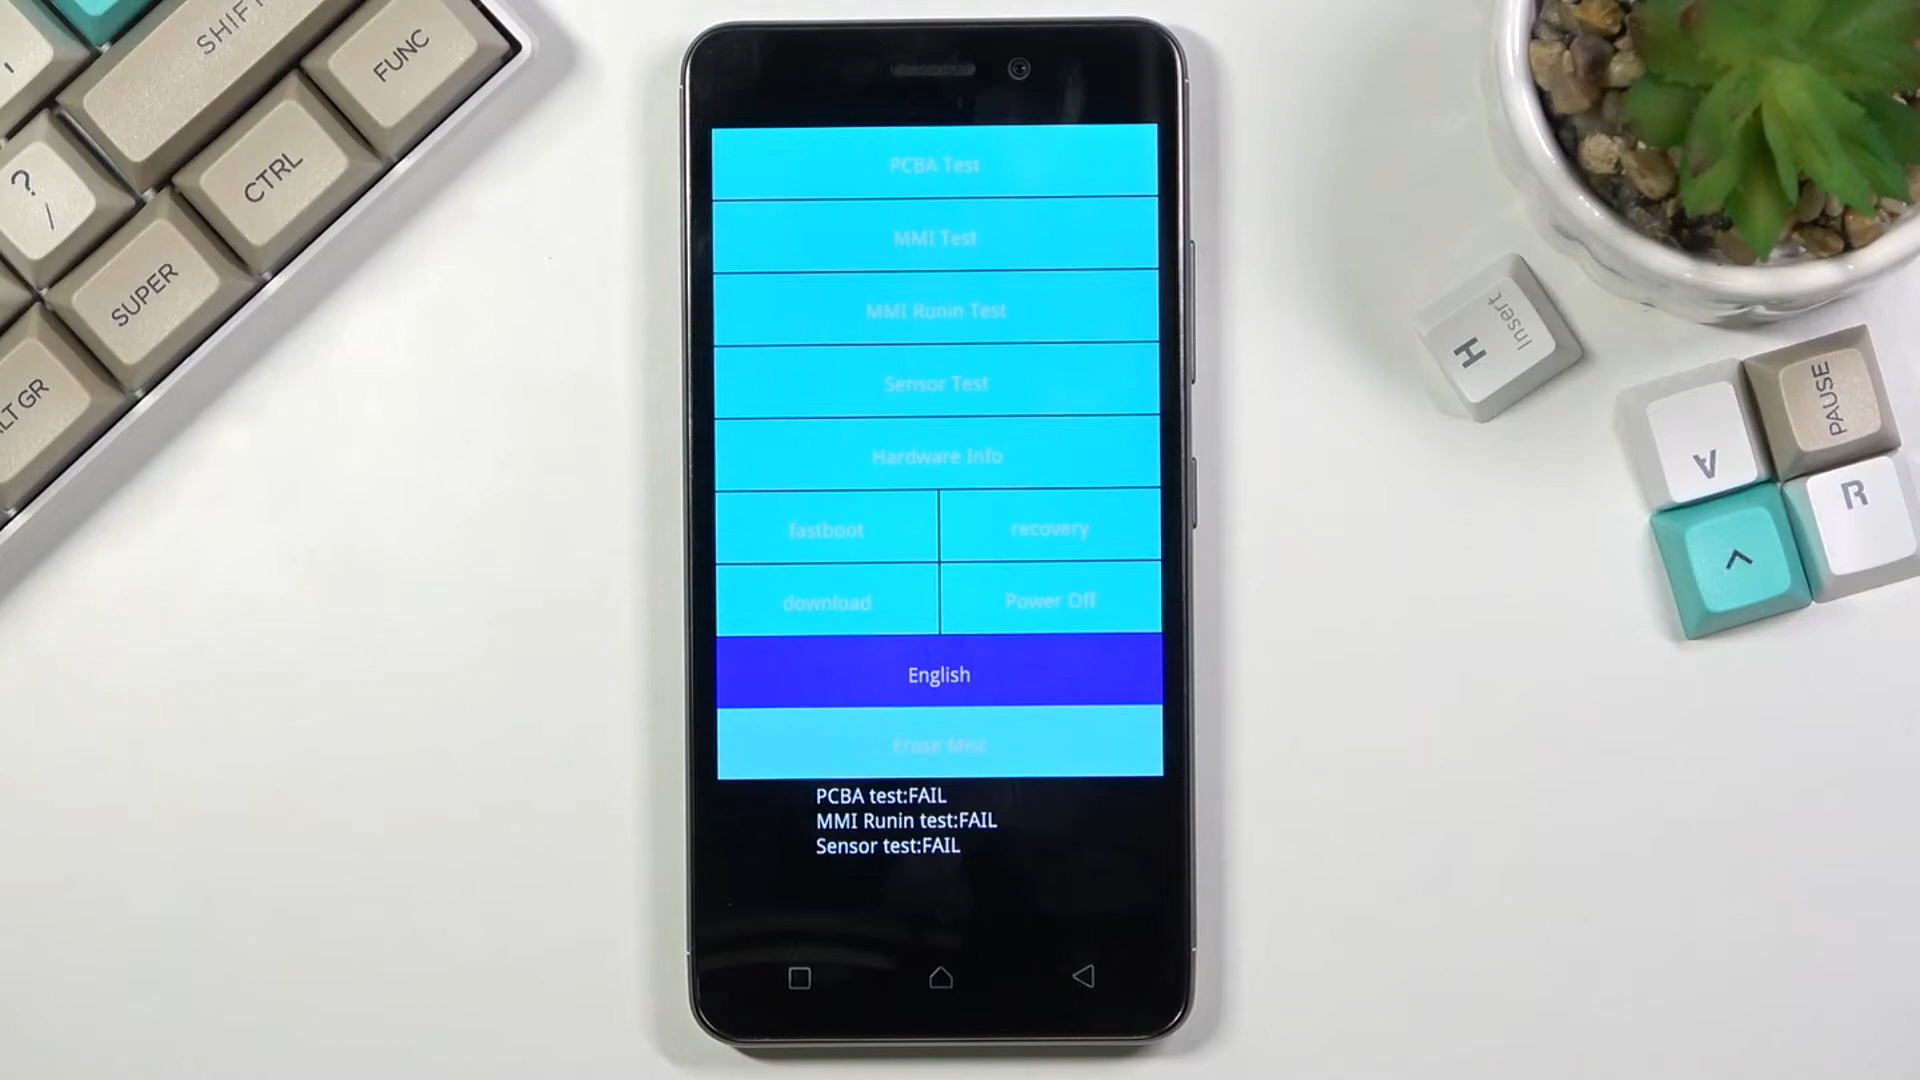 SHIFT
FUNC
CTRL
?
/
SUPER
ALT GR
PCBA Test
MMI Test
MMI Runin Test
Sensor Test
Hardware Info
fastboot
recovery
download
Power Off
English
Erase Misc
PCBA test:FAIL
MMI Runin test:FAIL
Sensor test:FAIL
H
Insert
A
PAUSE
R
^